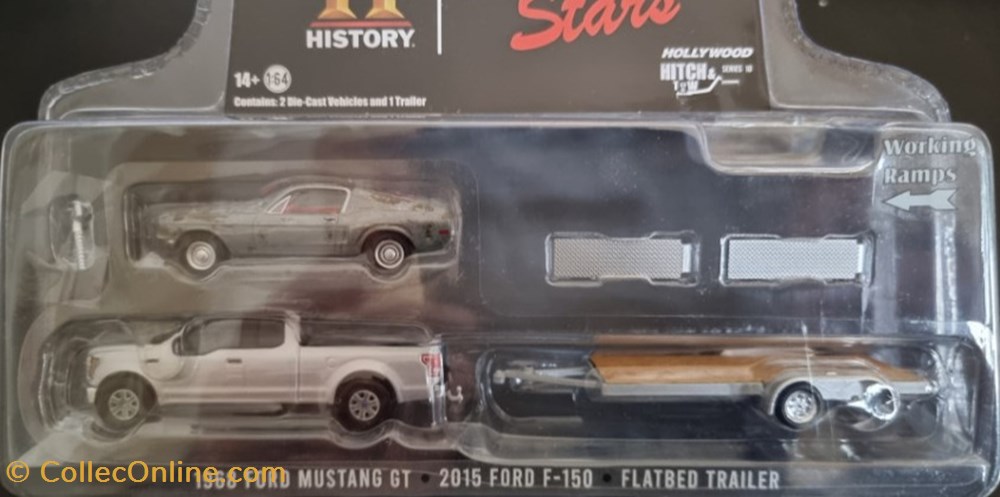 Stars
HISTORY.
HOLLYWOOD
HITCH &
TOW
SERIES 10
14+ 1:64
Contains: 2 Die-Cast Vehicles and 1 Trailer
Working
Ramps
1968 FORD MUSTANG GT • 2015 FORD F-150 • FLATBED TRAILER
© CollecOnline.com